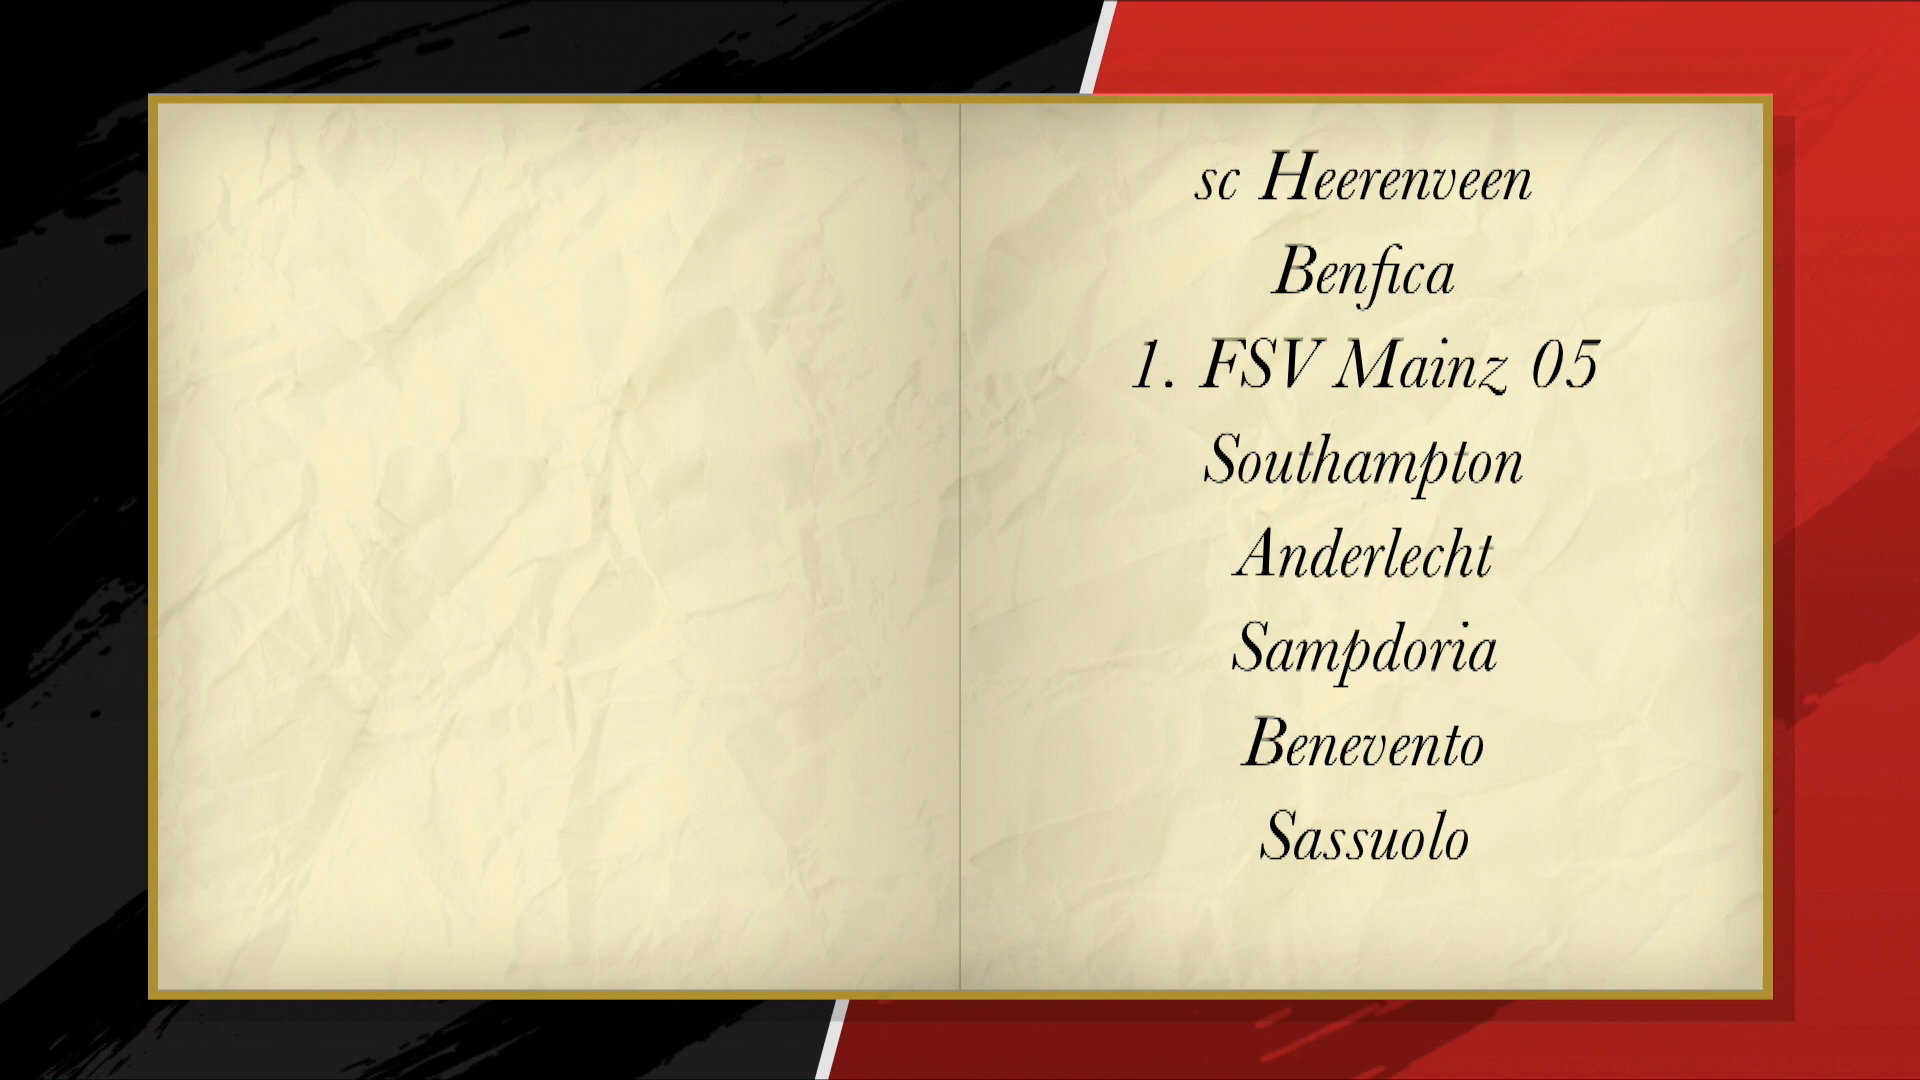 sc Heerenveen
Benfica
1. FSV Mainz 05
Southampton
Anderlecht
Sampdoria
Benevento
Sassuolo